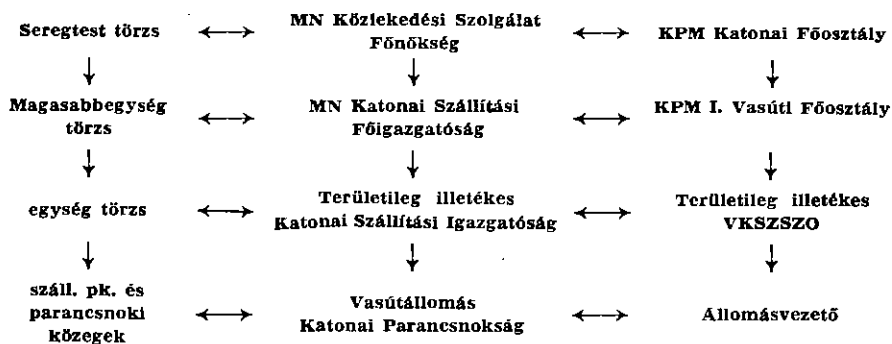 Seregtest törzs
MN Közlekedési Szolgálat
Főnökség
KPM Katonai Főosztály
Magasabbegység
törzs
MN Katonai Szállítási
Főigazgatóság
KPM I. Vasúti Főosztály
egység törzs
Területileg illetékes
Katonai Szállítási Igazgatóság
Területileg illetékes
VKSZSZO
száll. pk. és
parancsnoki
közegek
Vasútállomás
Katonai Parancsnokság
Állomásvezető